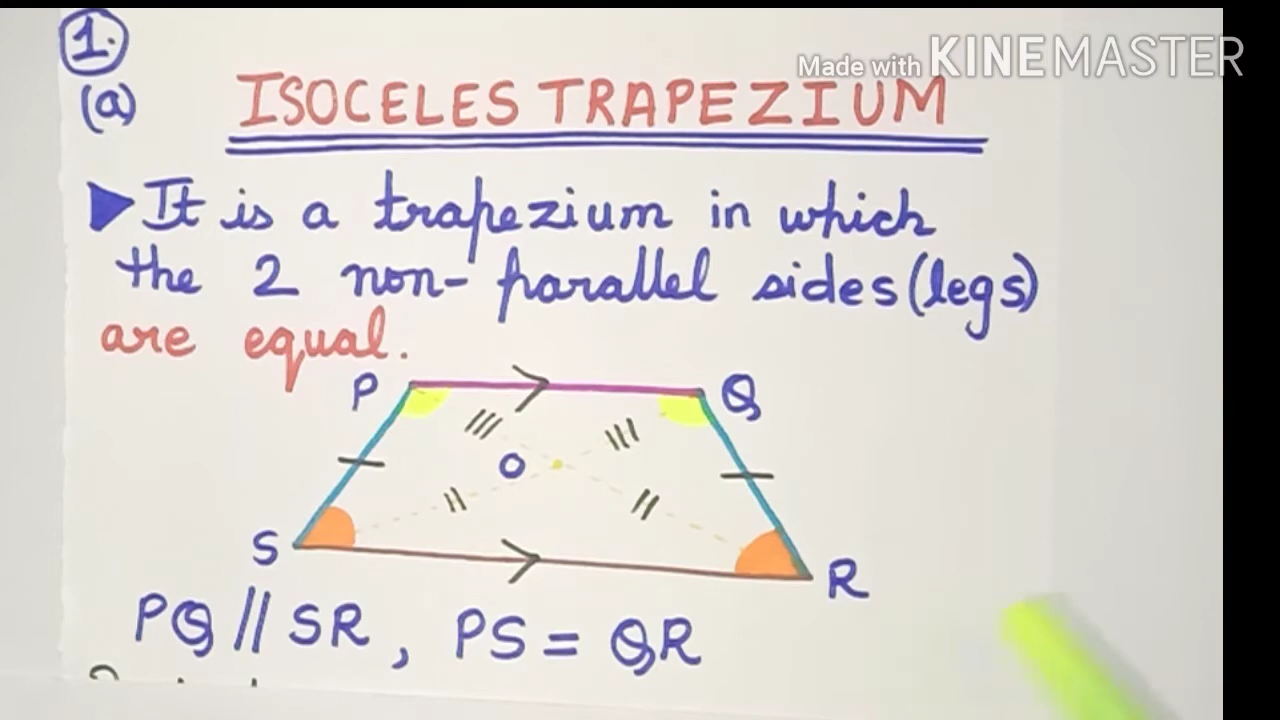 1.
Made with KINEMASTER
(a) ISOCELES TRAPEZIUM
It is a trapezium in which
the 2 non-parallel sides (legs)
are equal.
P Q
O
S R
PQ // SR, PS = QR